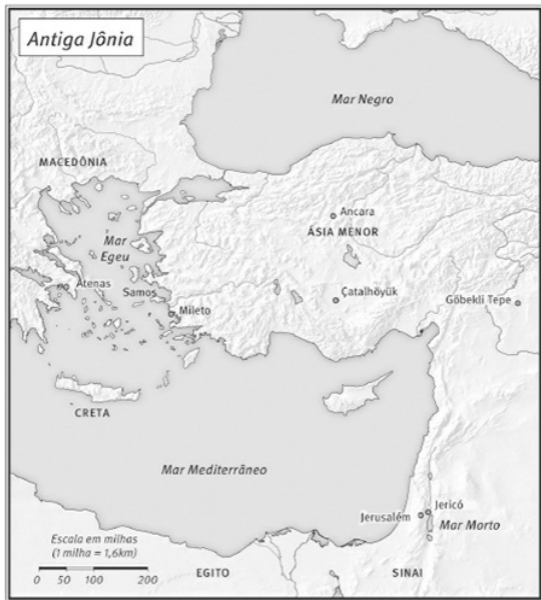 Antiga Jônia
Mar Negro
MACEDÔNIA
Ancara
ÁSIA MENOR
Mar
Egeu
Atenas
Samos
Mileto
Çatalhöyük
Göbekli Tepe
CRETA
Mar Mediterrâneo
Jerusalém
Jericó
Mar Morto
Escala em milhas
(1 milha = 1,6km)
0 50 100 200
EGITO
SINAI